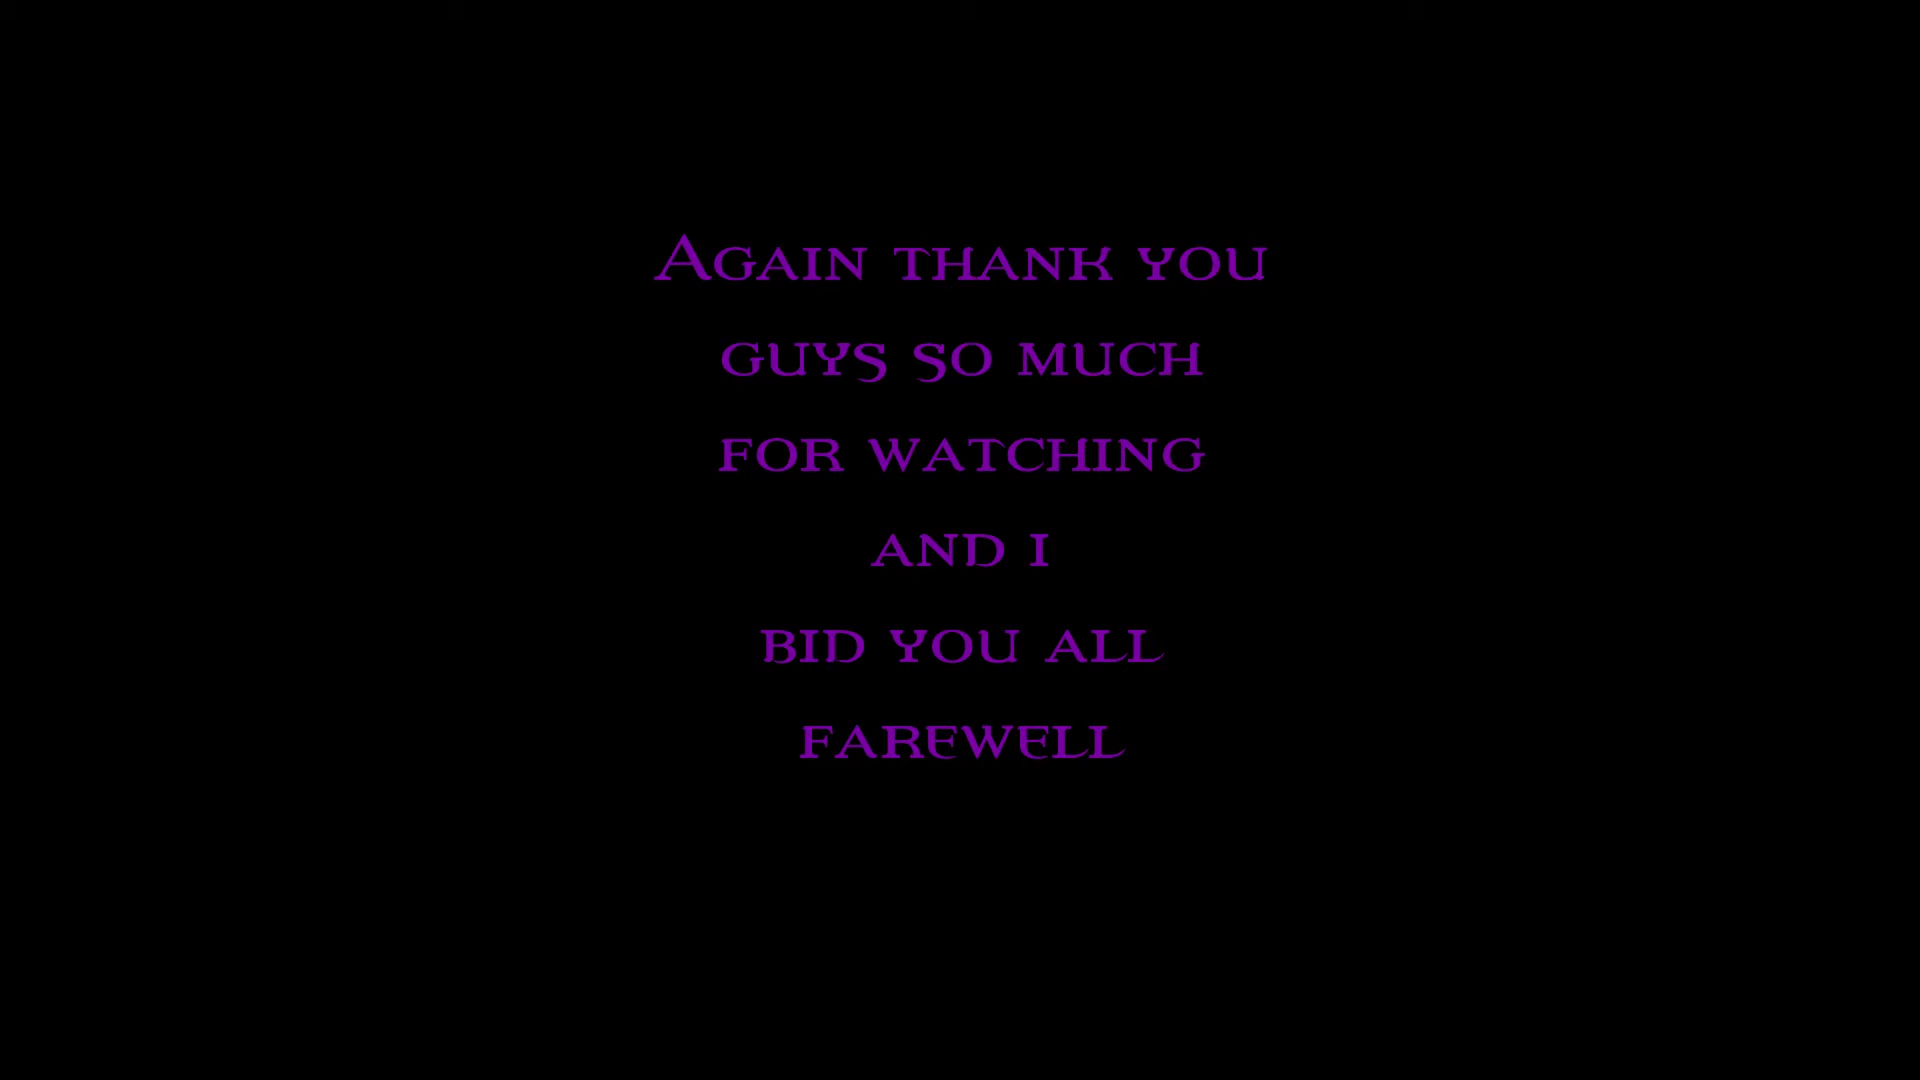 Again thank you
guys so much
for watching
and i
bid you all
farewell